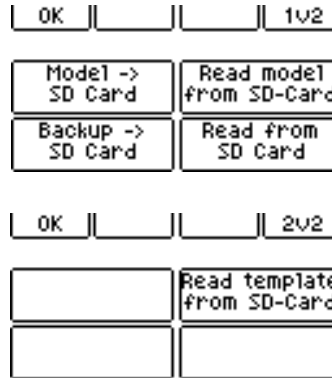 OK 1v2
Model -> Read model
SD Card from SD-Card
Backup -> Read from
SD Card SD Card
OK 2v2
Read template
from SD-Card